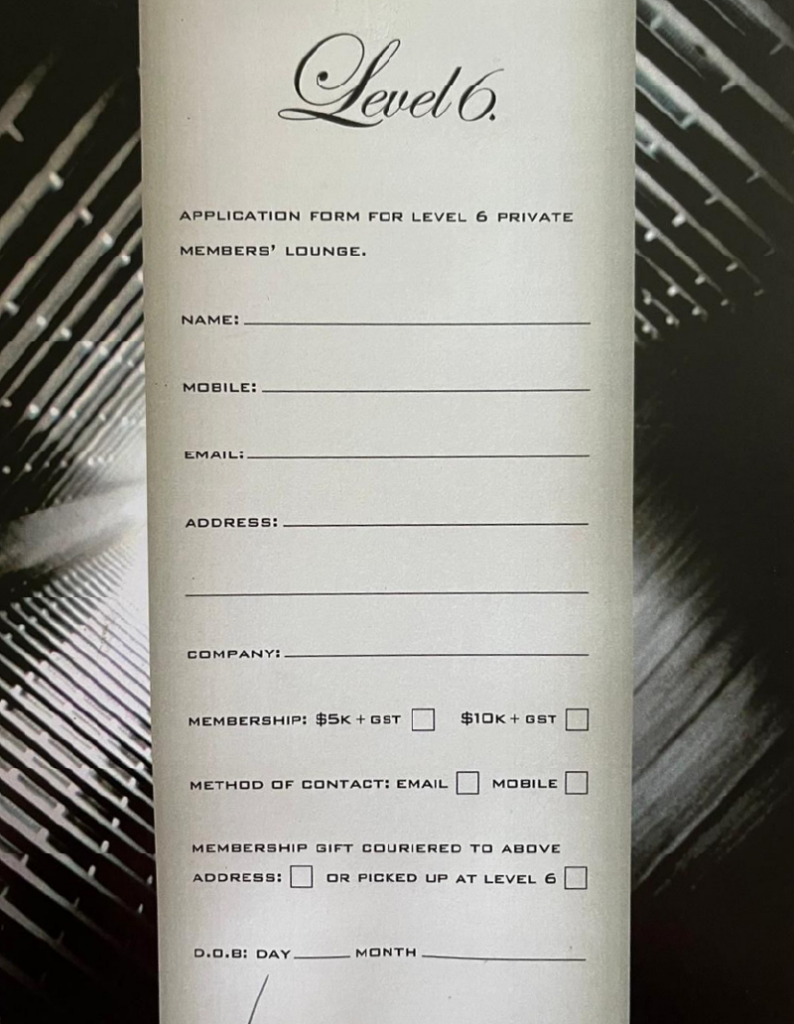 Level 6.
APPLICATION FORM FOR LEVEL 6 PRIVATE
MEMBERS' LOUNGE.
NAME:
MOBILE:
EMAIL:
ADDRESS:
COMPANY:
MEMBERSHIP: $5K + GST $10K + GST
METHOD OF CONTACT: EMAIL MOBILE
MEMBERSHIP GIFT COURIERED TO ABOVE
ADDRESS: OR PICKED UP AT LEVEL 6
D.O.B: DAY MONTH